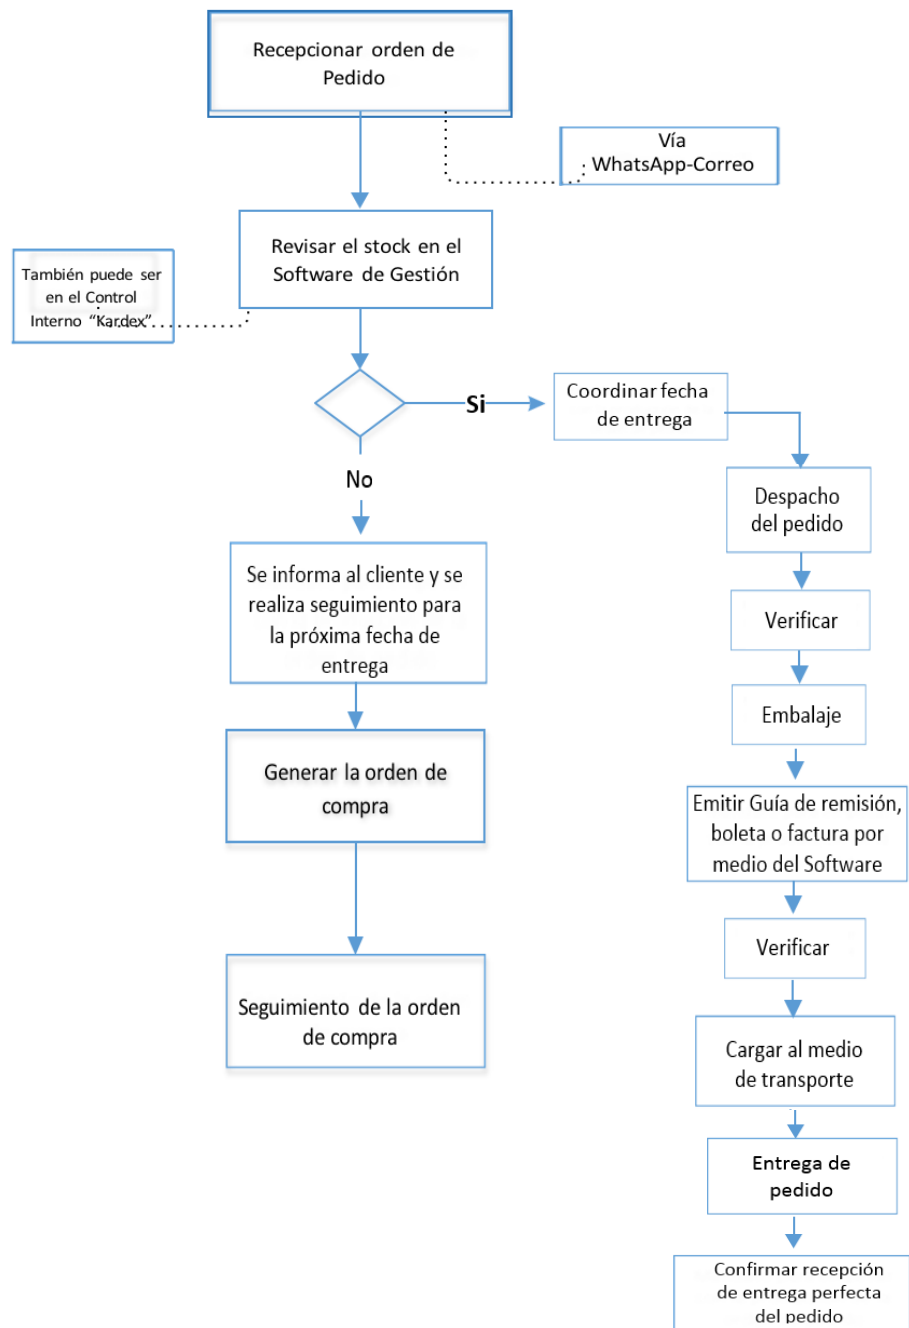 Recepcionar orden de
Pedido
Vía
WhatsApp-Correo
Revisar el stock en el
Software de Gestión
También puede ser
en el Control
Interno “Kardex”
Si
Coordinar fecha
de entrega
No
Despacho
del pedido
Se informa al cliente y se
realiza seguimiento para
la próxima fecha de
entrega
Verificar
Embalaje
Generar la orden de
compra
Emitir Guía de remisión,
boleta o factura por
medio del Software
Verificar
Seguimiento de la orden
de compra
Cargar al medio
de transporte
Entrega de
pedido
Confirmar recepción
de entrega perfecta
del pedido